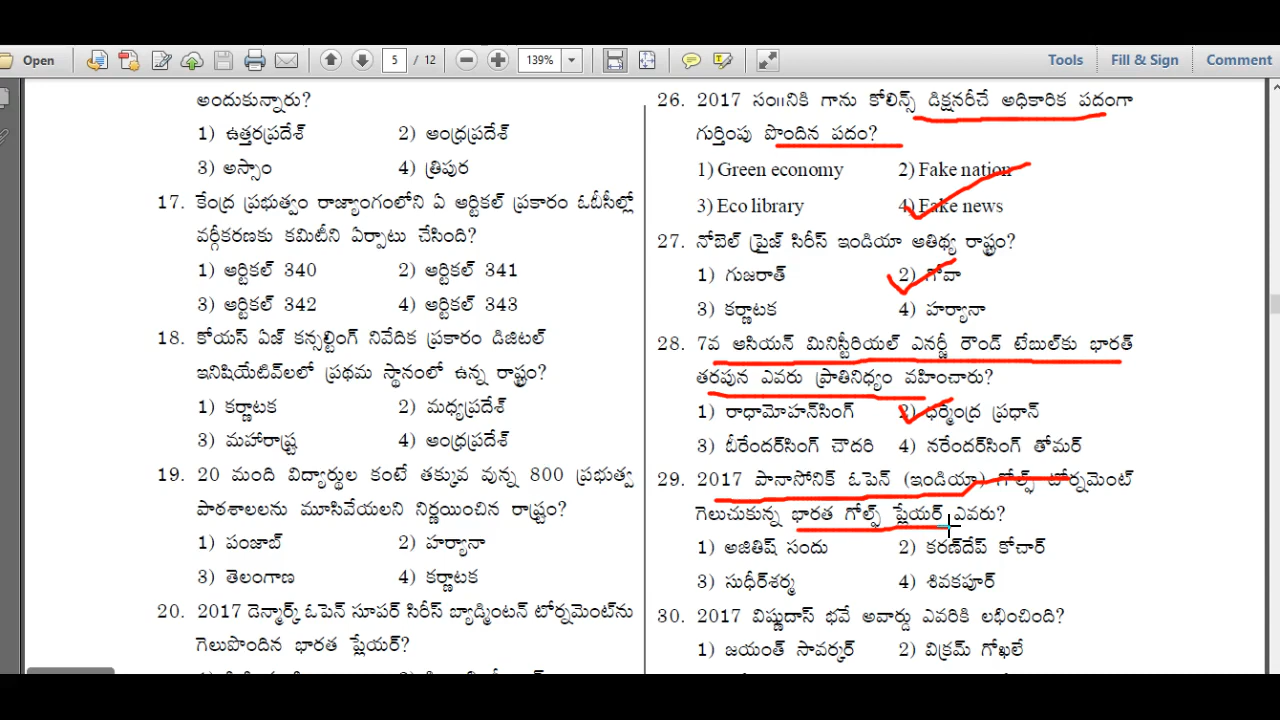 Open
5 / 12
139%
Tools
Fill & Sign
Comment
అందుకున్నారు?
1) ఉత్తరప్రదేశ్ 2) ఆంధ్రప్రదేశ్
3) అస్సాం 4) త్రిపుర
17. కేంద్ర ప్రభుత్వం రాజ్యాంగంలోని ఏ ఆర్టికల్ ప్రకారం ఓబీసీల్లో
వర్గీకరణకు కమిటీని ఏర్పాటు చేసింది?
1) ఆర్టికల్ 340 2) ఆర్టికల్ 341
3) ఆర్టికల్ 342 4) ఆర్టికల్ 343
18. కోయస్ ఏజ్ కన్సల్టింగ్ నివేదిక ప్రకారం డిజిటల్
ఇనిషియేటివ్‌లలో ప్రథమ స్థానంలో ఉన్న రాష్ట్రం?
1) కర్ణాటక 2) మధ్యప్రదేశ్
3) మహారాష్ట్ర 4) ఆంధ్రప్రదేశ్
19. 20 మంది విద్యార్థుల కంటే తక్కువ వున్న 800 ప్రభుత్వ
పాఠశాలలను మూసివేయలని నిర్ణయించిన రాష్ట్రం?
1) పంజాబ్ 2) హర్యానా
3) తెలంగాణ 4) కర్ణాటక
20. 2017 డెన్మార్క్ ఓపెన్ సూపర్ సిరీస్ బ్యాడ్మింటన్ టోర్నమెంట్‌ను
గెలుపొందిన భారత ప్లేయర్?
26. 2017 సం॥నికి గాను కోలిన్స్ డిక్షనరీచే అధికారిక పదంగా
గుర్తింపు పొందిన పదం?
1) Green economy 2) Fake nation
3) Eco library 4) Fake news
27. నోబెల్ ప్రైజ్ సిరీస్ ఇండియా ఆతిథ్య రాష్ట్రం?
1) గుజరాత్ 2) గోవా
3) కర్ణాటక 4) హర్యానా
28. 7వ ఆసియన్ మినిస్టీరియల్ ఎనర్జీ రౌండ్ టేబుల్‌కు భారత్
తరపున ఎవరు ప్రాతినిధ్యం వహించారు?
1) రాధామోహన్‌సింగ్ 2) ధర్మేంద్ర ప్రధాన్
3) బీరేందర్‌సింగ్ చౌదరి 4) నరేందర్‌సింగ్ తోమర్
29. 2017 పానాసోనిక్ ఓపెన్ (ఇండియా) గోల్ఫ్ టోర్నమెంట్
గెలుచుకున్న భారత గోల్ఫ్ ప్లేయర్ ఎవరు?
1) అజితిష్ సందు 2) కరణ్‌దేప్ కోచార్
3) సుధీర్‌శర్మ 4) శివకపూర్
30. 2017 విష్ణుదాస్ భవే అవార్డు ఎవరికి లభించింది?
1) జయంత్ సావర్కర్ 2) విక్రమ్ గోఖలే